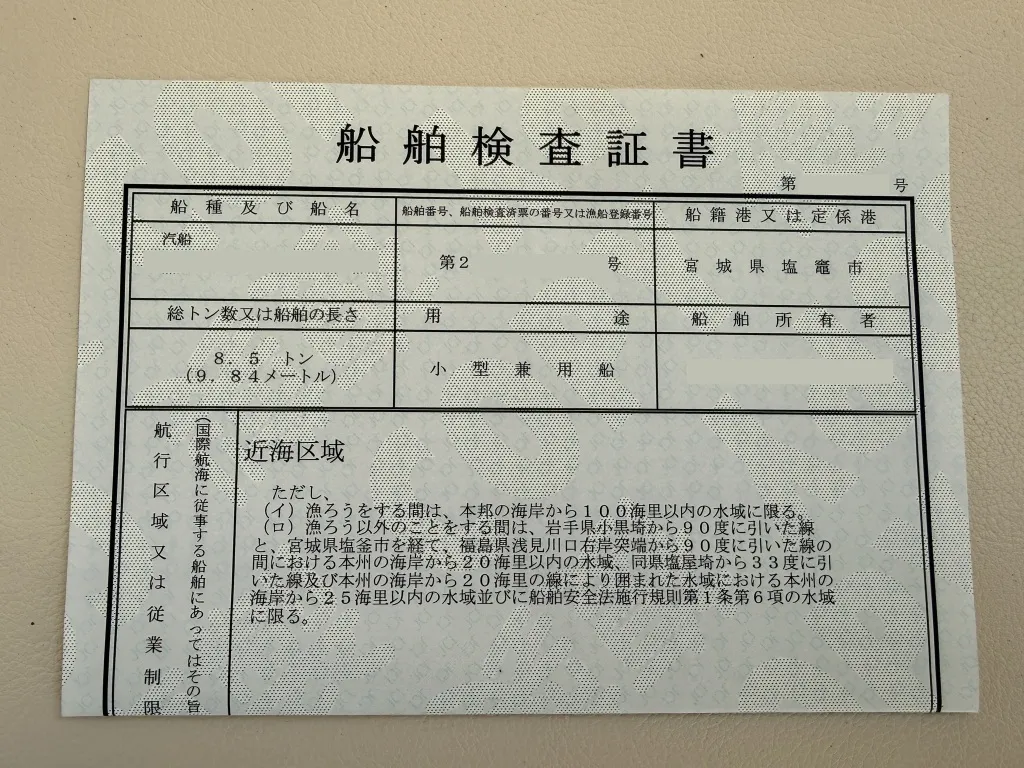 船舶検査証書
第 号
船種及び船名
船舶番号、船舶検査済票の番号又は漁船登録番号
船籍港又は定係港
汽船
第２ 号
宮城県塩竈市
総トン数又は船舶の長さ
用途
船舶所有者
８．５ トン
（９．８４メートル）
小型兼用船
航行区域又は従業制限
（国際航海に従事する船舶にあってはその旨
近海区域
ただし、
（イ）漁ろうをする間は、本邦の海岸から１００海里以内の水域に限る。
（ロ）漁ろう以外のことをする間は、岩手県小黒埼から９０度に引いた線
と、宮城県塩釜市を経て、福島県浅見川口右岸突端から９０度に引いた線の
間における本州の海岸から２０海里以内の水域、同県塩屋埼から３３度に引
いた線及び本州の海岸から２０海里の線により囲まれた水域における本州の
海岸から２５海里以内の水域並びに船舶安全法施行規則第１条第６項の水域
に限る。